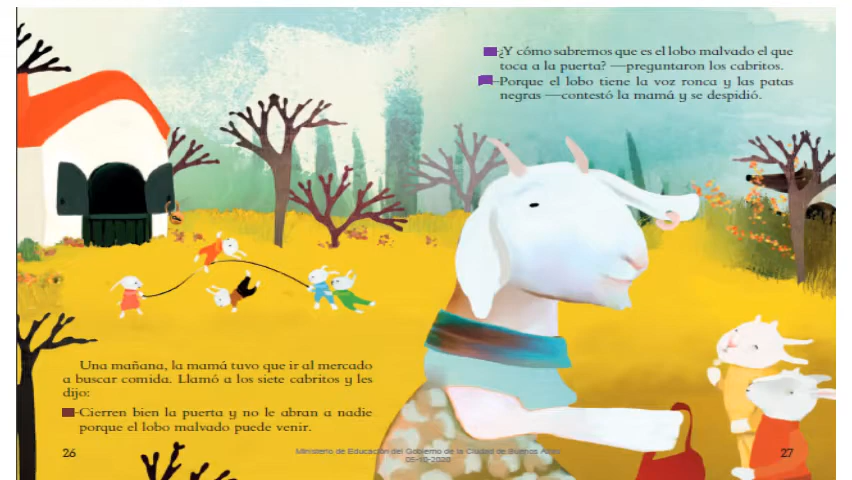 Una mañana, la mamá tuvo que ir al mercado
a buscar comida. Llamó a los siete cabritos y les
dijo:
—Cierren bien la puerta y no le abran a nadie
porque el lobo malvado puede venir.
26
¿Y cómo sabremos que es el lobo malvado el que
toca a la puerta? —preguntaron los cabritos.
—Porque el lobo tiene la voz ronca y las patas
negras —contestó la mamá y se despidió.
27
Ministerio de Educación del Gobierno de la Ciudad de Buenos Aires
05-10-2020